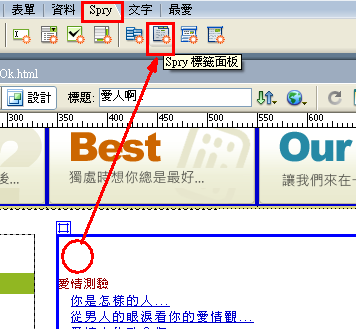 表單 資料 Spry 文字 最愛
Spry 標籤面板
Ok.html
設計 標題: 愛人啊
300 350 400 450 500 550 600
Best Our
後... 獨處時想你總是最好... 讓我們來在一
愛情測驗
你是怎樣的人...
從男人的眼淚看你的愛情觀...